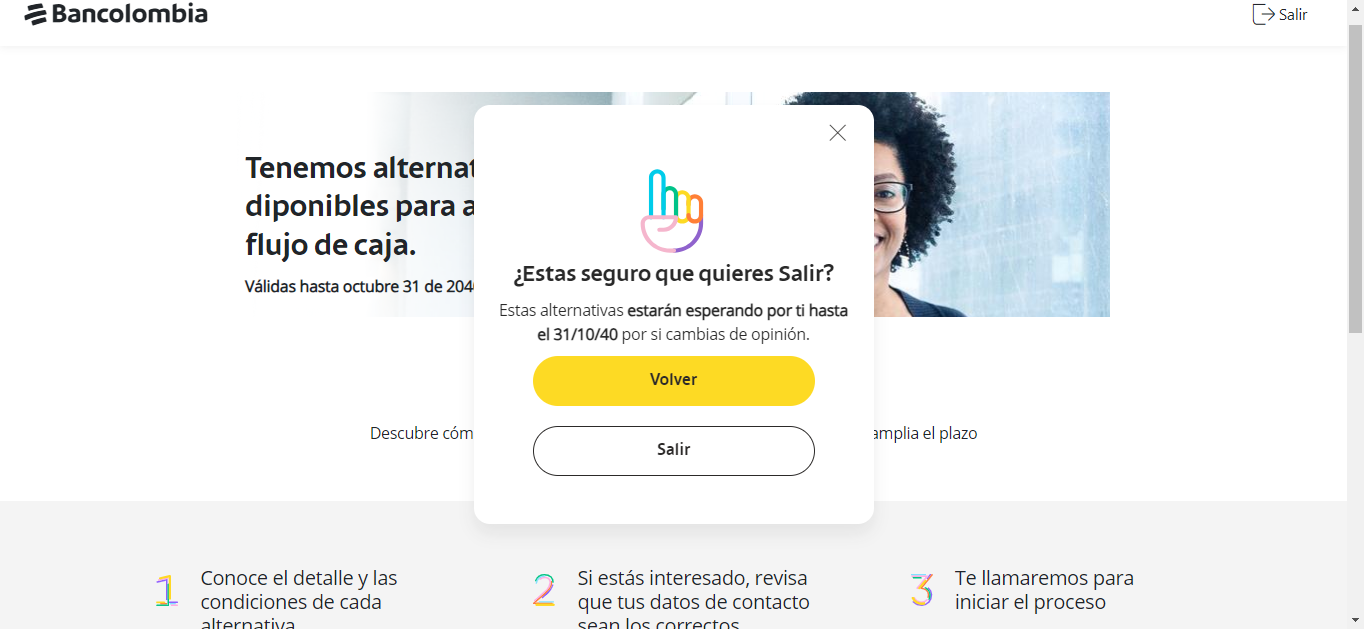 Bancolombia
Salir
Tenemos alternat
diponibles para a
flujo de caja.
Válidas hasta octubre 31 de 204
¿Estas seguro que quieres Salir?
Estas alternativas estarán esperando por ti hasta
el 31/10/40 por si cambias de opinión.
Volver
Salir
Descubre cóm
amplia el plazo
1 Conoce el detalle y las
condiciones de cada
alternativa
2 Si estás interesado, revisa
que tus datos de contacto
sean los correctos
3 Te llamaremos para
iniciar el proceso